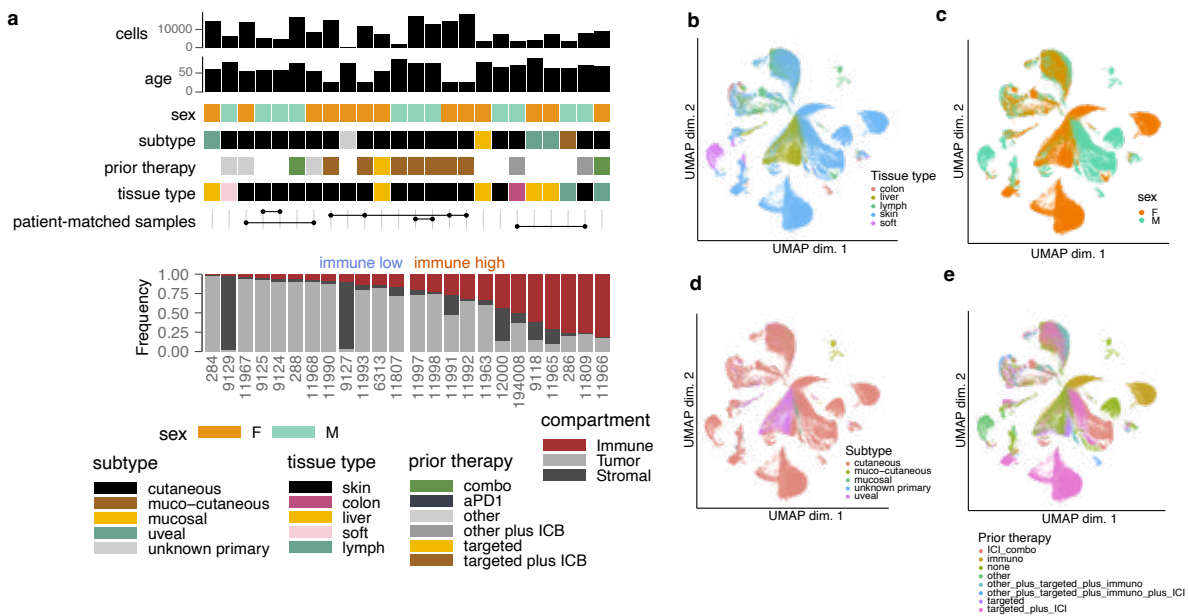 a
cells
10000
0
age
50
0
sex
subtype
prior therapy
tissue type
patient-matched samples
immune low immune high
Frequency
1.00
0.75
0.50
0.25
0.00
284 9129 11967 9125 9124 288 11968 11990 9127 11993 6313 11807 11997 11998 11991 11992 11963 12000 194008 9118 11965 286 11809 11966
sex F M
compartment
Immune
Tumor
Stromal
subtype
cutaneous
muco-cutaneous
mucosal
uveal
unknown primary
tissue type
skin
colon
liver
soft
lymph
prior therapy
combo
aPD1
other
other plus ICB
targeted
targeted plus ICB
b
UMAP dim. 2
UMAP dim. 1
Tissue type
colon
liver
lymph
skin
soft
c
UMAP dim. 2
UMAP dim. 1
sex
F
M
d
UMAP dim. 2
UMAP dim. 1
Subtype
cutaneous
muco-cutaneous
mucosal
unknown primary
uveal
e
UMAP dim. 2
UMAP dim. 1
Prior therapy
ICI_combo
immuno
none
other
other_plus_targeted_plus_immuno
other_plus_targeted_plus_immuno_plus_ICI
targeted
targeted_plus_ICI